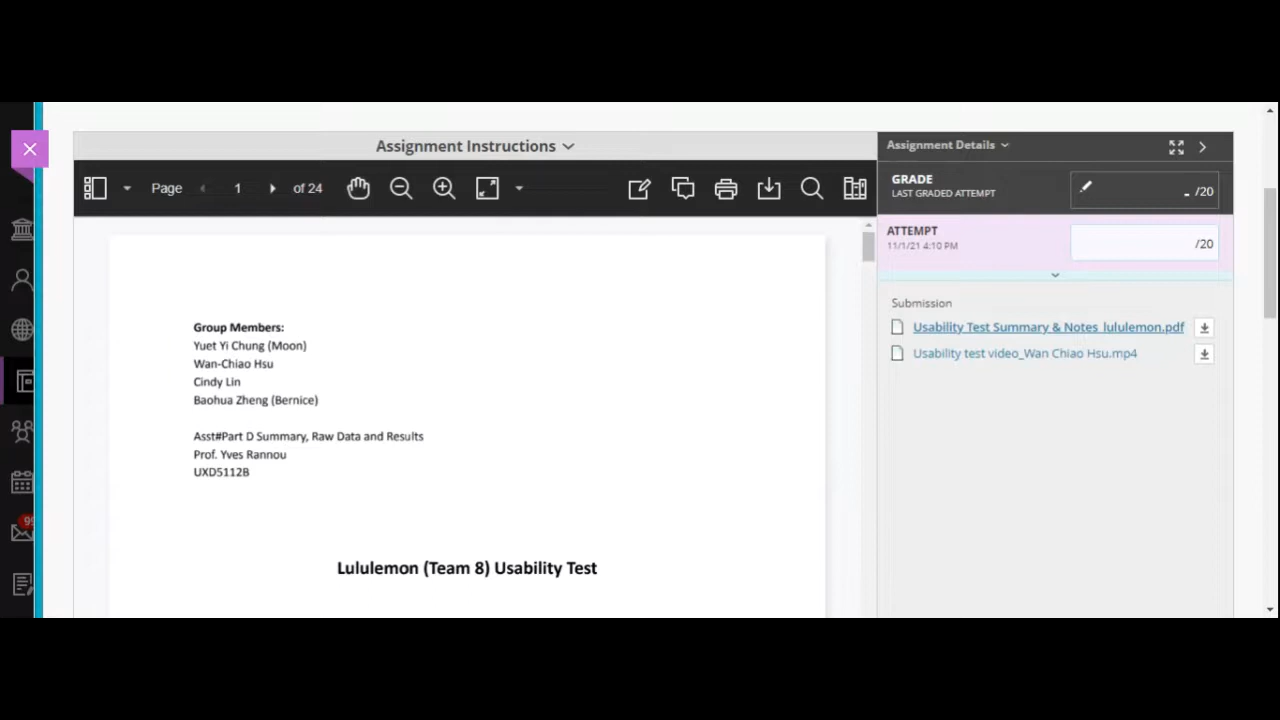 Assignment Instructions
Page 1 of 24
Group Members:
Yuet Yi Chung (Moon)
Wan-Chiao Hsu
Cindy Lin
Baohua Zheng (Bernice)
Asst#Part D Summary, Raw Data and Results
Prof. Yves Rannou
UXD5112B
Lululemon (Team 8) Usability Test
Assignment Details
GRADE
LAST GRADED ATTEMPT
- /20
ATTEMPT
11/1/21 4:10 PM
/20
Submission
Usability Test Summary & Notes_lululemon.pdf
Usability test video_Wan Chiao Hsu.mp4